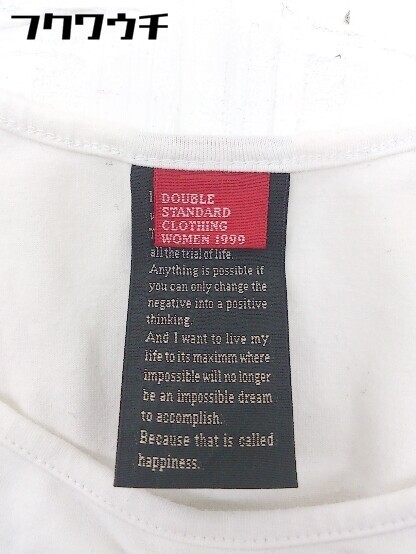 フクワウチ
DOUBLE
STANDARD
CLOTHING
WOMEN 1999
all the trial of life.
Anything is possible if
you can only change the
negative into a positive
thinking.
And I want to live my
life to its maximm where
impossible will no longer
be an impossible dream
to accomplish.
Because that is called
happiness.